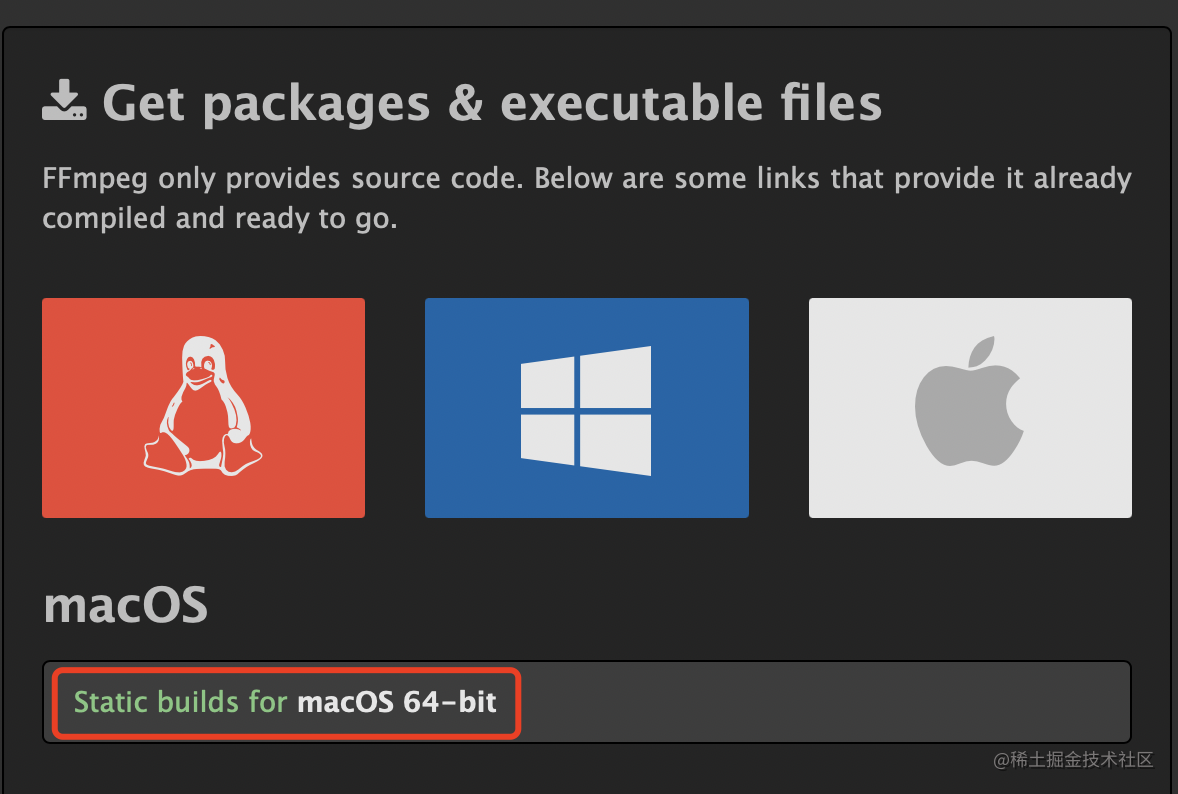 Get packages & executable files
FFmpeg only provides source code. Below are some links that provide it already
compiled and ready to go.
macOS
Static builds for macOS 64-bit
@稀土掘金技术社区